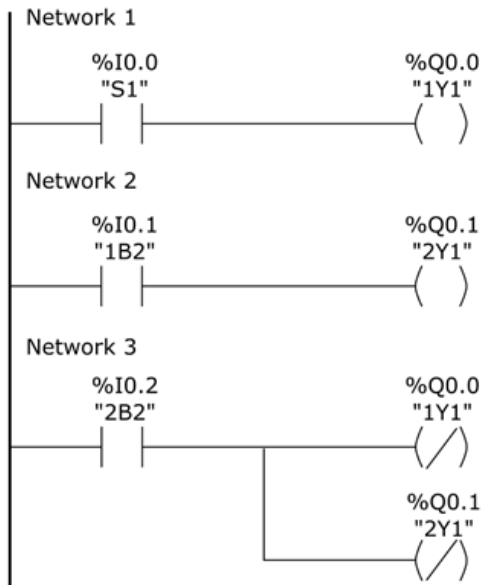 Network 1
%I0.0 %Q0.0
"S1" "1Y1"
Network 2
%I0.1 %Q0.1
"1B2" "2Y1"
Network 3
%I0.2 %Q0.0
"2B2" "1Y1"
%Q0.1
"2Y1"